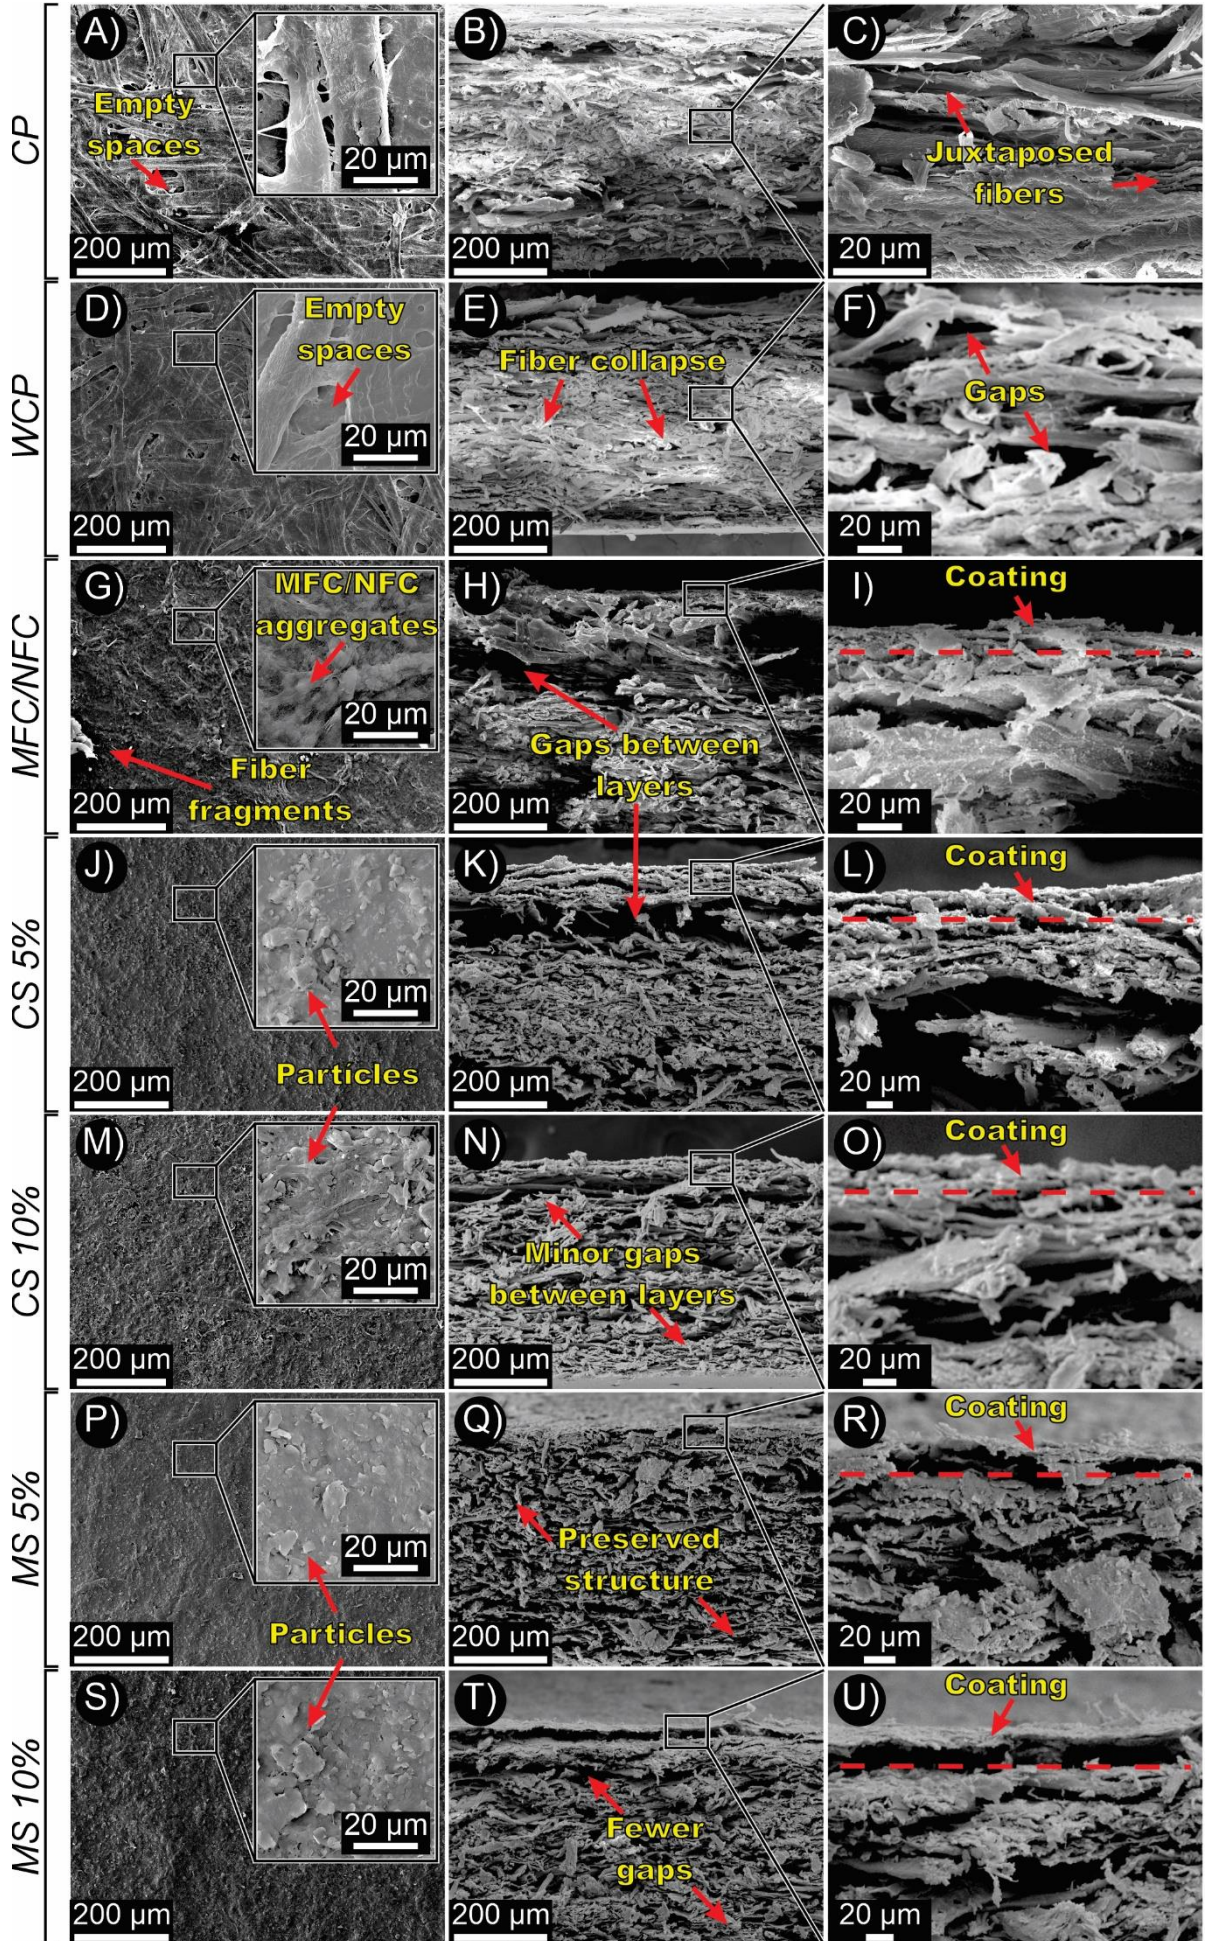 CP
A)
Empty
spaces
20 µm
200 µm
B)
200 µm
C)
Juxtaposed
fibers
20 µm
WCP
D)
Empty
spaces
20 µm
200 µm
E)
Fiber collapse
200 µm
F)
Gaps
20 µm
MFC/NFC
G)
MFC/NFC
aggregates
20 µm
Fiber
fragments
200 µm
H)
Gaps between
layers
200 µm
I)
Coating
20 µm
CS 5%
J)
20 µm
Particles
200 µm
K)
200 µm
L)
Coating
20 µm
CS 10%
M)
20 µm
200 µm
N)
Minor gaps
between layers
200 µm
O)
Coating
20 µm
MS 5%
P)
20 µm
Particles
200 µm
Q)
Preserved
structure
200 µm
R)
Coating
20 µm
MS 10%
S)
20 µm
200 µm
T)
Fewer
gaps
200 µm
U)
Coating
20 µm